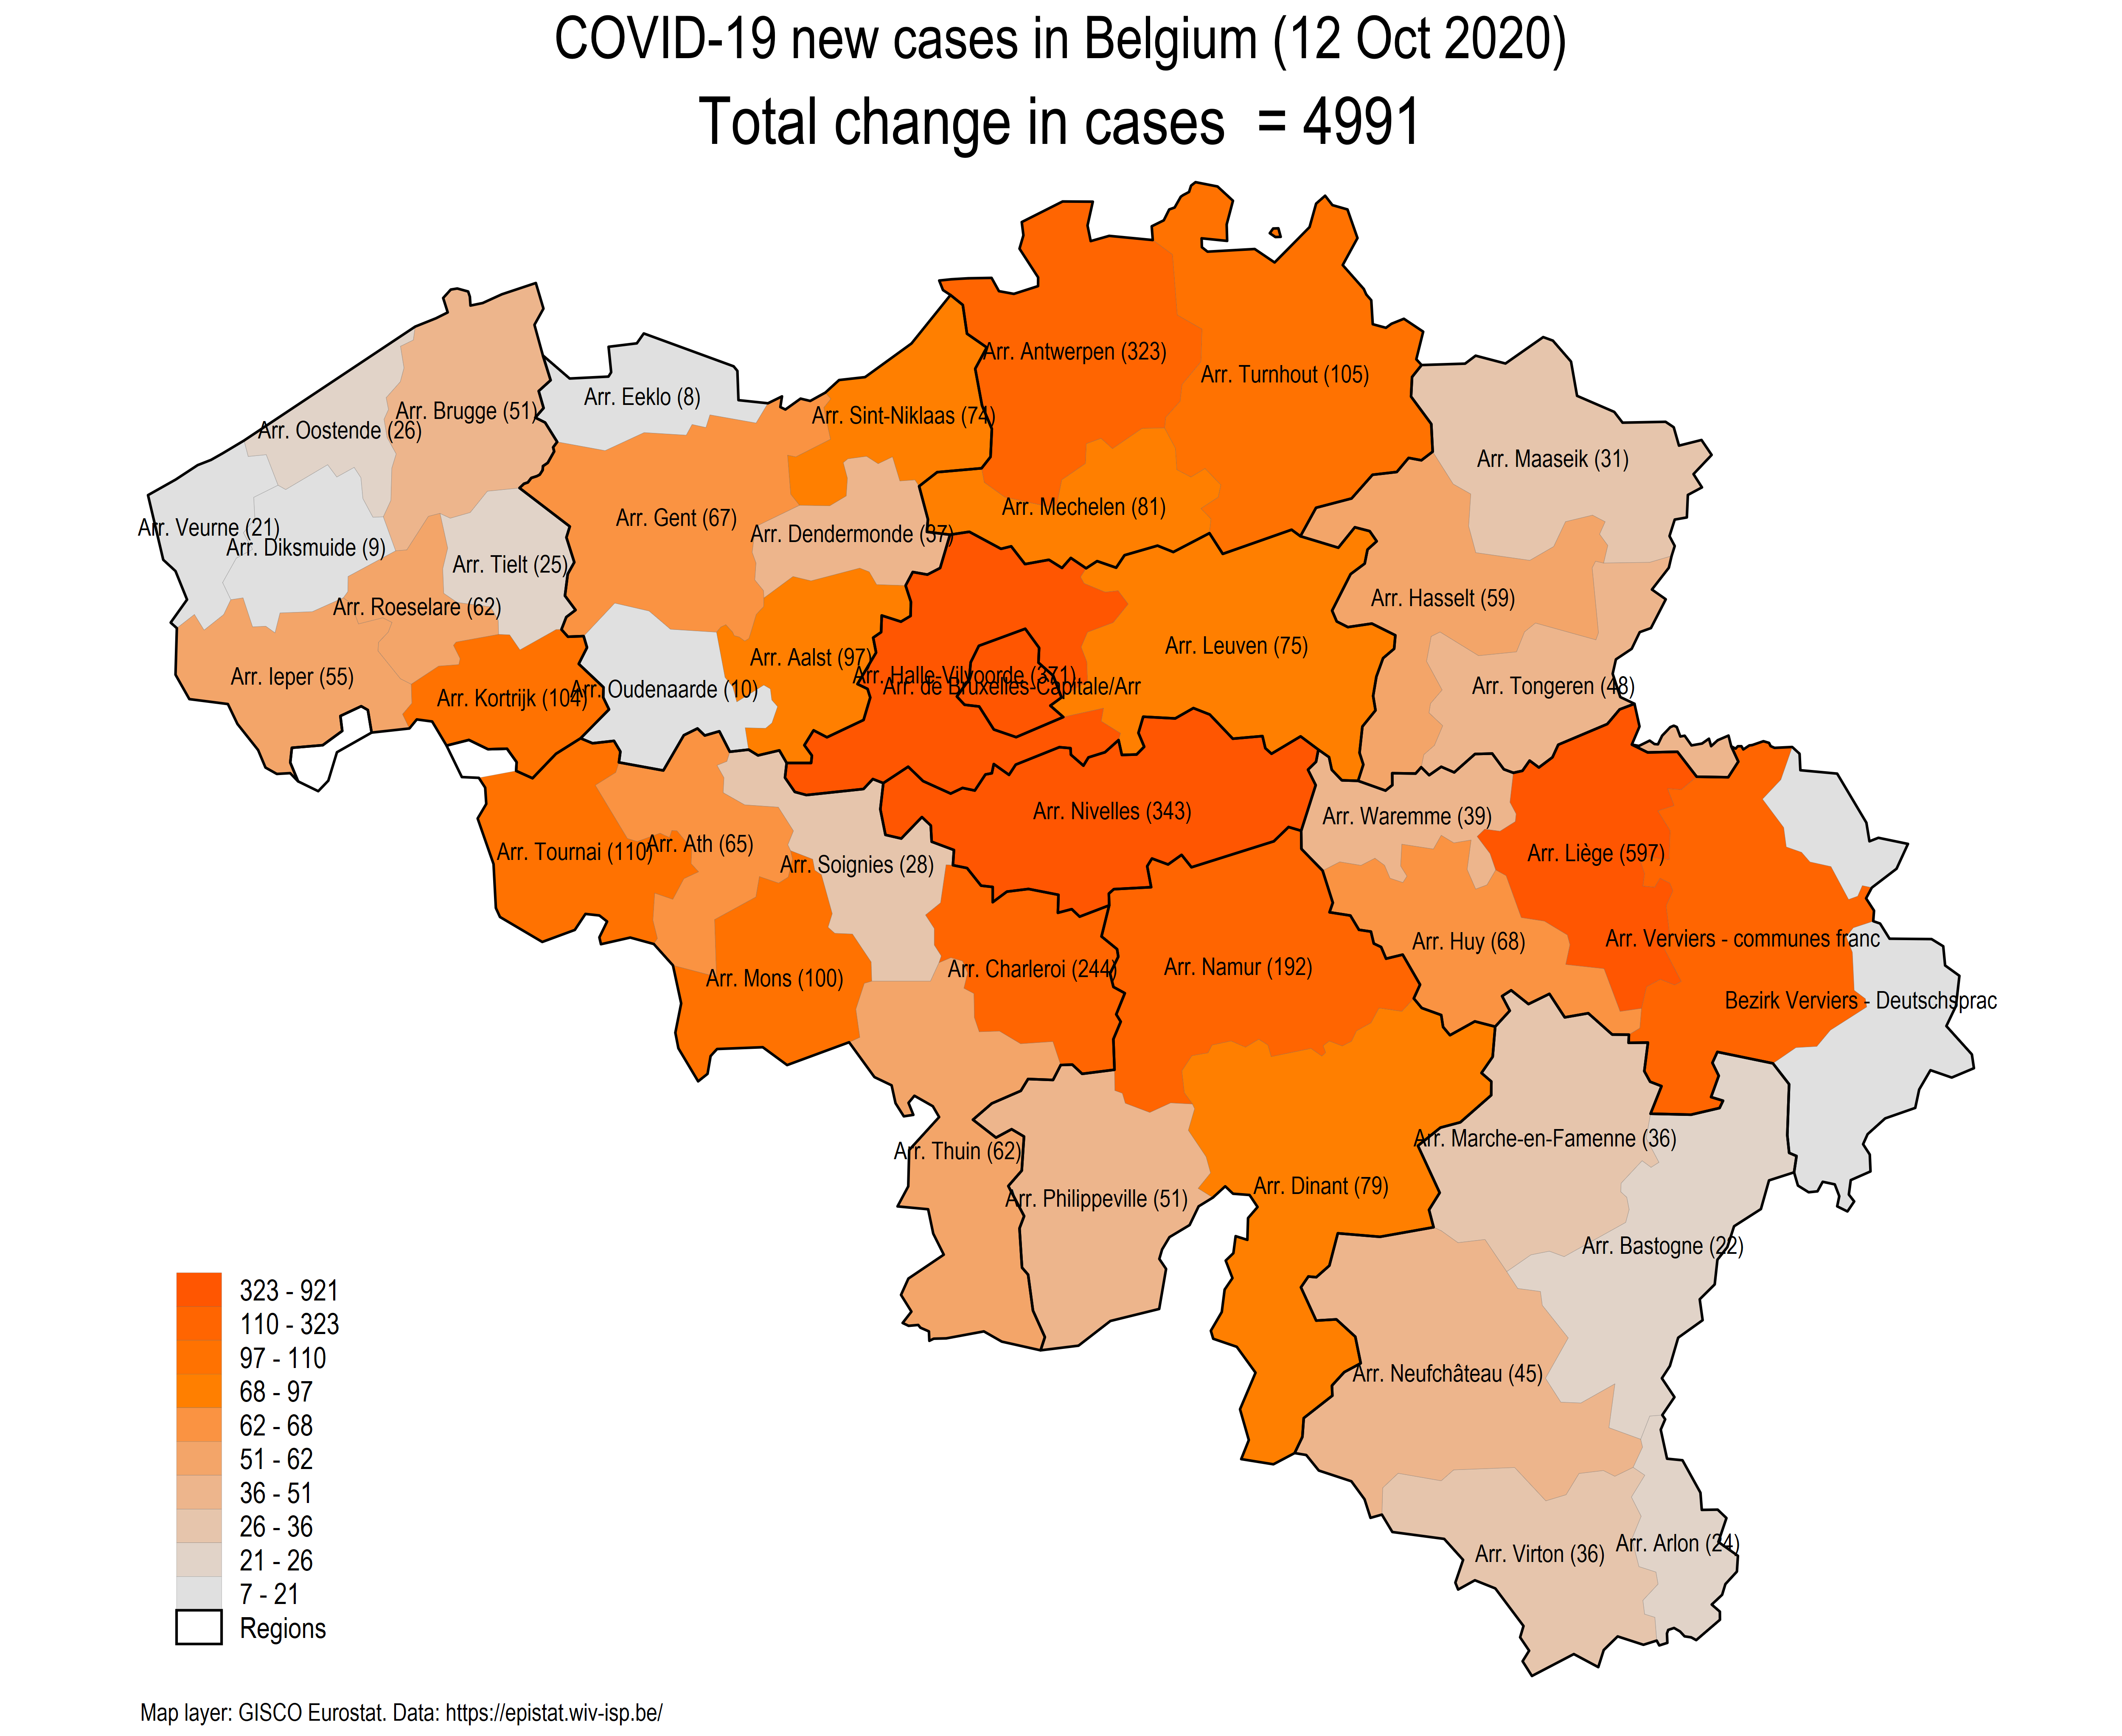 COVID-19 new cases in Belgium (12 Oct 2020)
Total change in cases = 4991
Arr. Antwerpen (323)
Arr. Turnhout (105)
Arr. Eeklo (8)
Arr. Brugge (51)
Arr. Sint-Niklaas (74)
Arr. Oostende (26)
Arr. Maaseik (31)
Arr. Mechelen (81)
Arr. Gent (67)
Arr. Veurne (21)
Arr. Dendermonde (37)
Arr. Diksmuide (9)
Arr. Tielt (25)
Arr. Hasselt (59)
Arr. Roeselare (62)
Arr. Leuven (75)
Arr. Aalst (97)
Arr. Halle-Vilvoorde (371)
Arr. Ieper (55)
Arr. de Bruxelles-Capitale/Arr
Arr. Tongeren (48)
Arr. Oudenaarde (10)
Arr. Kortrijk (104)
Arr. Nivelles (343)
Arr. Waremme (39)
Arr. Ath (65)
Arr. Tournai (110)
Arr. Liège (597)
Arr. Soignies (28)
Arr. Verviers - communes franc
Arr. Huy (68)
Arr. Namur (192)
Arr. Charleroi (244)
Arr. Mons (100)
Bezirk Verviers - Deutschsprac
Arr. Marche-en-Famenne (36)
Arr. Thuin (62)
Arr. Dinant (79)
Arr. Philippeville (51)
Arr. Bastogne (22)
Arr. Neufchâteau (45)
Arr. Arlon (24)
Arr. Virton (36)
323 - 921
110 - 323
97 - 110
68 - 97
62 - 68
51 - 62
36 - 51
26 - 36
21 - 26
7 - 21
Regions
Map layer: GISCO Eurostat. Data: https://epistat.wiv-isp.be/